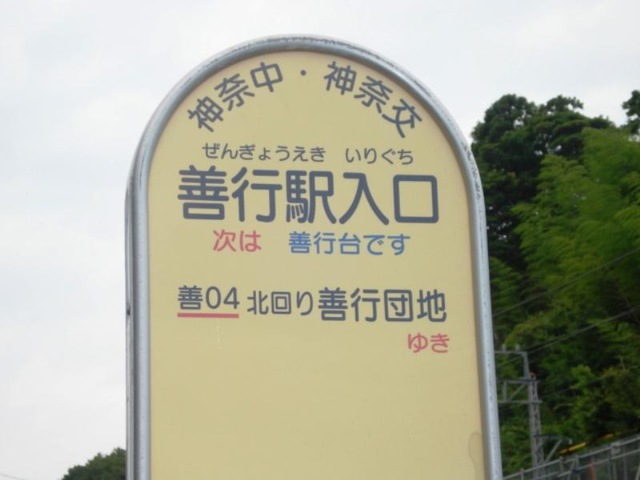 神奈中・神奈交
ぜんぎょうえき いりぐち
善行駅入口
次は 善行台です
善04 北回り善行団地
ゆき